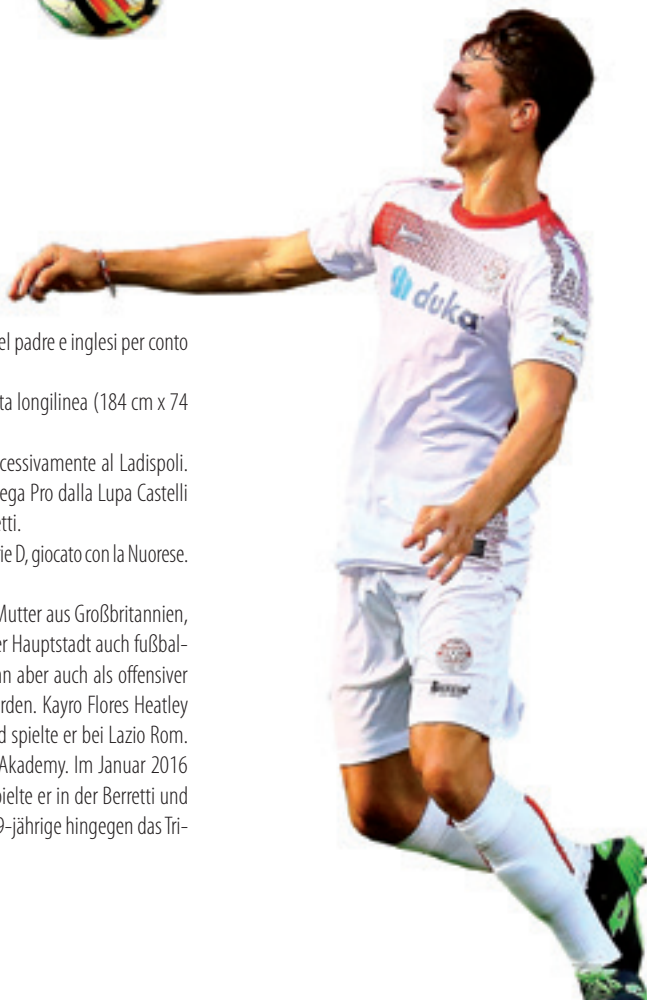 duka
el padre e inglesi per conto
ta longilinea (184 cm x 74
cessivamente al Ladispoli.
ega Pro dalla Lupa Castelli
etti.
ie D, giocato con la Nuorese.
Mutter aus Großbritannien,
er Hauptstadt auch fußbal-
nn aber auch als offensiver
rden. Kayro Flores Heatley
d spielte er bei Lazio Rom.
Akademy. Im Januar 2016
pielte er in der Berretti und
9-jährige hingegen das Tri-